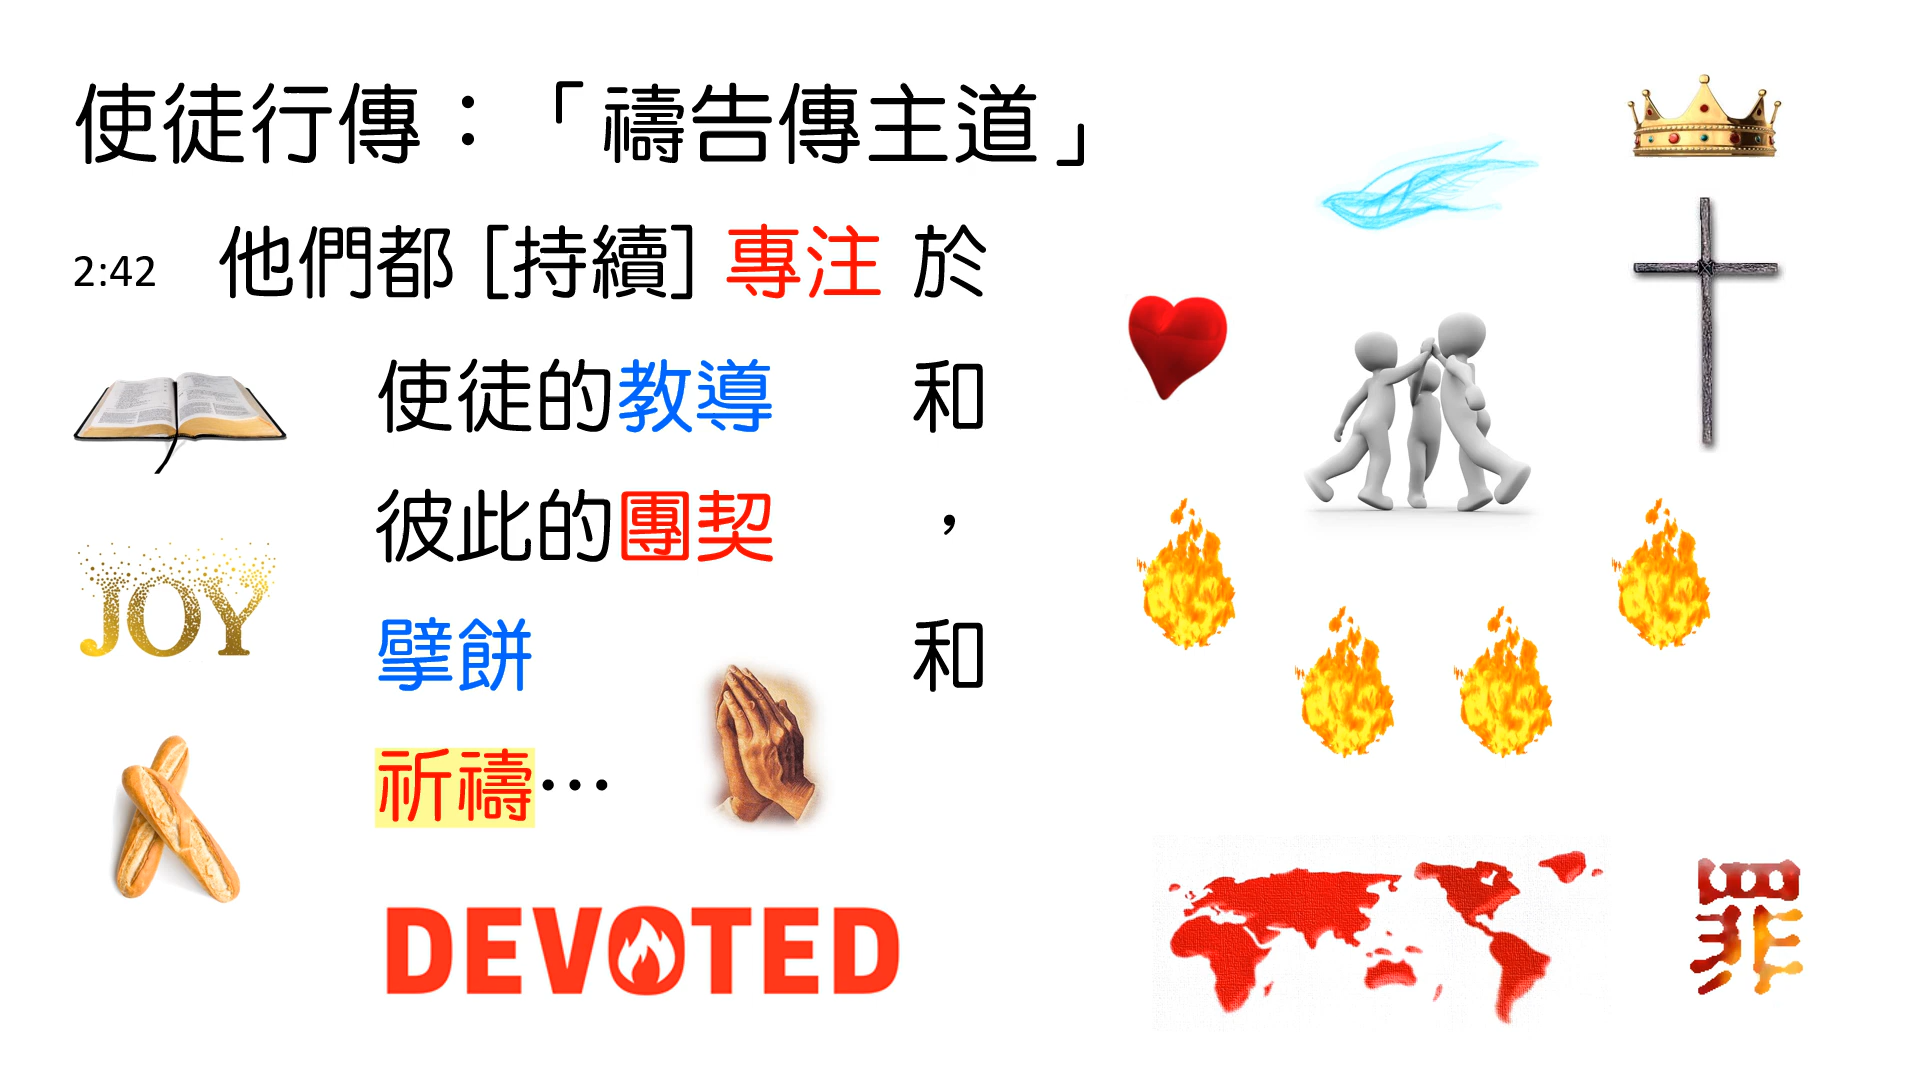 使徒行傳：「禱告傳主道」
2:42 他們都 [持續] 專注 於
使徒的教導 和
彼此的團契 ，
擘餅 和
祈禱…
JOY
DEVOTED
罪